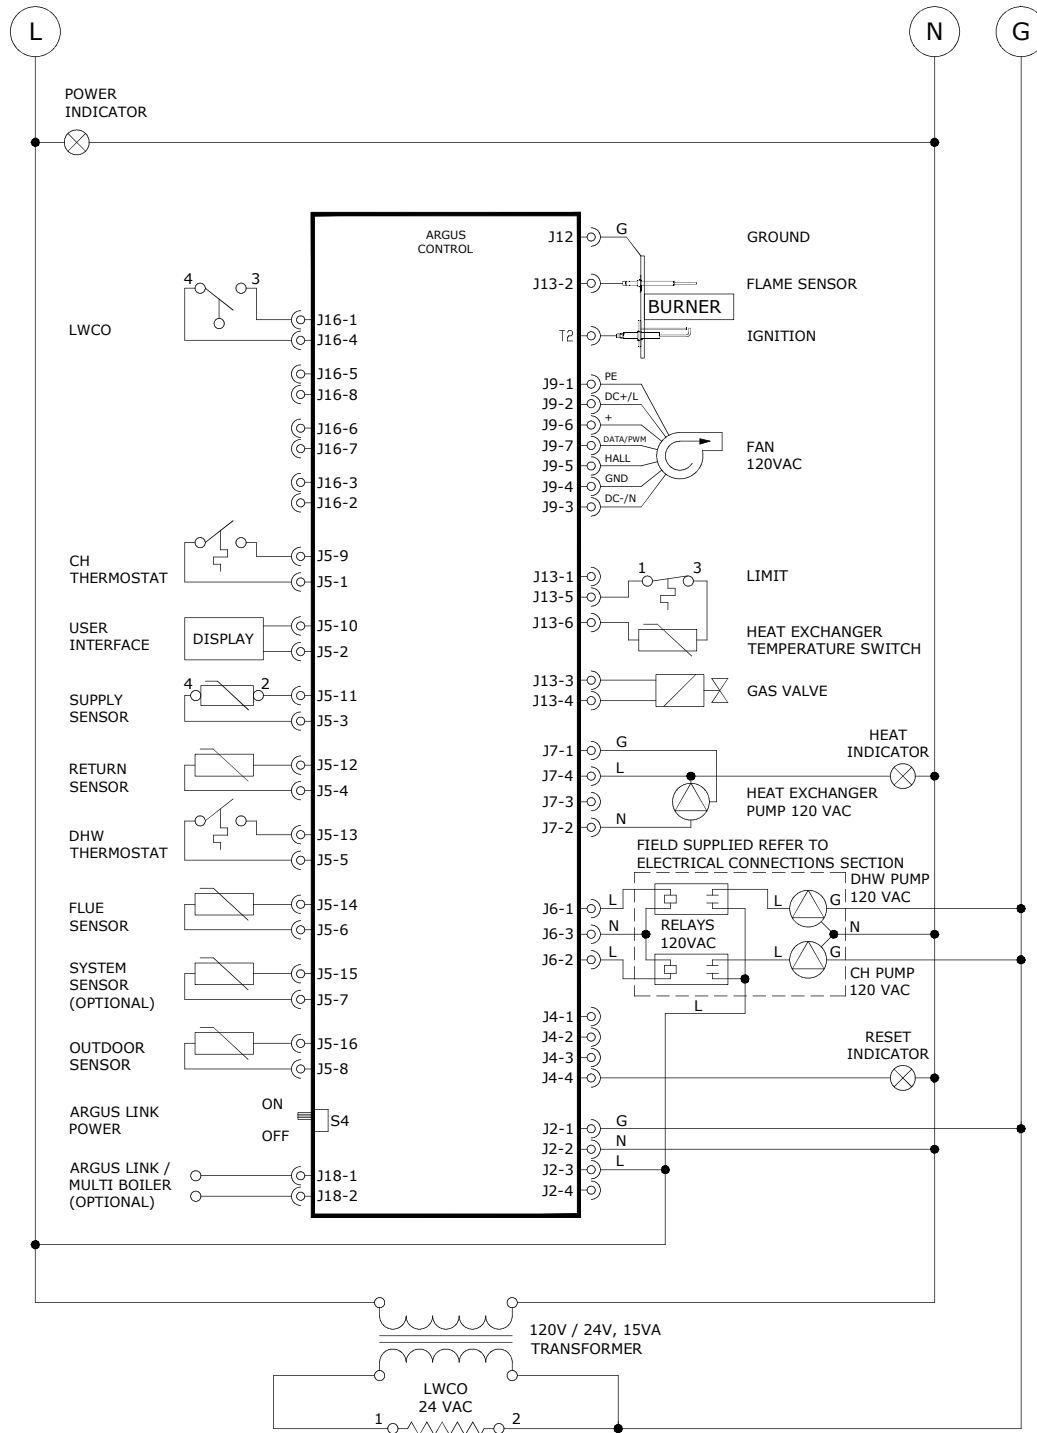 L
N
G
POWER
INDICATOR
ARGUS
CONTROL
J12
G
GROUND
J13-2
FLAME SENSOR
BURNER
T2
IGNITION
4
3
LWCO
J16-1
J16-4
J16-5
J16-8
J16-6
J16-7
J16-3
J16-2
J9-1
PE
J9-2
DC+/L
J9-6
+
J9-7
DATA/PWM
J9-5
HALL
J9-4
GND
J9-3
DC-/N
FAN
120VAC
CH
THERMOSTAT
J5-9
J5-1
J13-1
J13-5
J13-6
1
3
LIMIT
HEAT EXCHANGER
TEMPERATURE SWITCH
USER
INTERFACE
DISPLAY
J5-10
J5-2
J13-3
J13-4
GAS VALVE
SUPPLY
SENSOR
4
2
J5-11
J5-3
J7-1
G
J7-4
L
J7-3
J7-2
N
HEAT
INDICATOR
HEAT EXCHANGER
PUMP 120 VAC
RETURN
SENSOR
J5-12
J5-4
DHW
THERMOSTAT
J5-13
J5-5
FIELD SUPPLIED REFER TO
ELECTRICAL CONNECTIONS SECTION
DHW PUMP
120 VAC
J6-1
L
J6-3
N
J6-2
L
RELAYS
120VAC
L
G
N
L
G
CH PUMP
120 VAC
L
FLUE
SENSOR
J5-14
J5-6
SYSTEM
SENSOR
(OPTIONAL)
J5-15
J5-7
OUTDOOR
SENSOR
J5-16
J5-8
J4-1
J4-2
J4-3
J4-4
RESET
INDICATOR
ARGUS LINK
POWER
ON
OFF
S4
J2-1
G
J2-2
N
J2-3
L
J2-4
ARGUS LINK /
MULTI BOILER
(OPTIONAL)
J18-1
J18-2
120V / 24V, 15VA
TRANSFORMER
LWCO
24 VAC
1
2